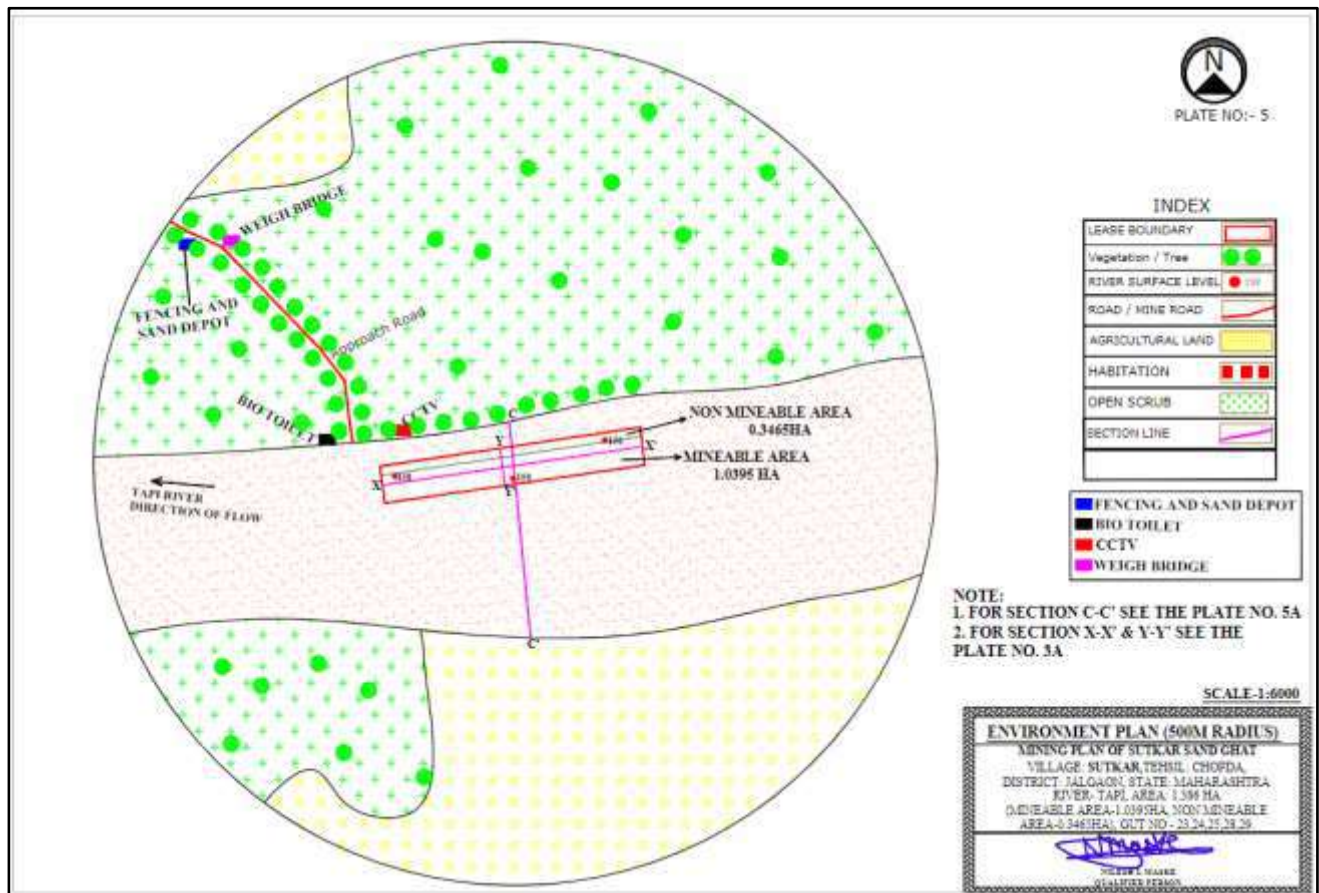 N
PLATE NO:- 5
WEIGH BRIDGE
FENCING AND
SAND DEPOT
Approach Road
BIO TOILET
CCTV
C
NON MINEABLE AREA
0.3465HA
Y
X'
MINEABLE AREA
1.0395 HA
X
Y'
TAPI RIVER
DIRECTION OF FLOW
C'
INDEX
LEASE BOUNDARY
Vegetation / Tree
RIVER SURFACE LEVEL
ROAD / MINE ROAD
AGRICULTURAL LAND
HABITATION
OPEN SCRUB
SECTION LINE
FENCING AND SAND DEPOT
BIO TOILET
CCTV
WEIGH BRIDGE
NOTE:
1. FOR SECTION C-C' SEE THE PLATE NO. 5A
2. FOR SECTION X-X' & Y-Y' SEE THE
PLATE NO. 3A
SCALE-1:6000
ENVIRONMENT PLAN (500M RADIUS)
MINING PLAN OF SUTKAR SAND GHAT
VILLAGE: SUTKAR, TEHSIL: CHOPDA,
DISTRICT: JALGAON, STATE: MAHARASHTRA
RIVER- TAPI, AREA: 1.386 HA
(MINEABLE AREA-1.0395HA, NON MINEABLE
AREA-0.3465HA), GUT NO - 23,24,25,28,29
QUALIFIED PERSON